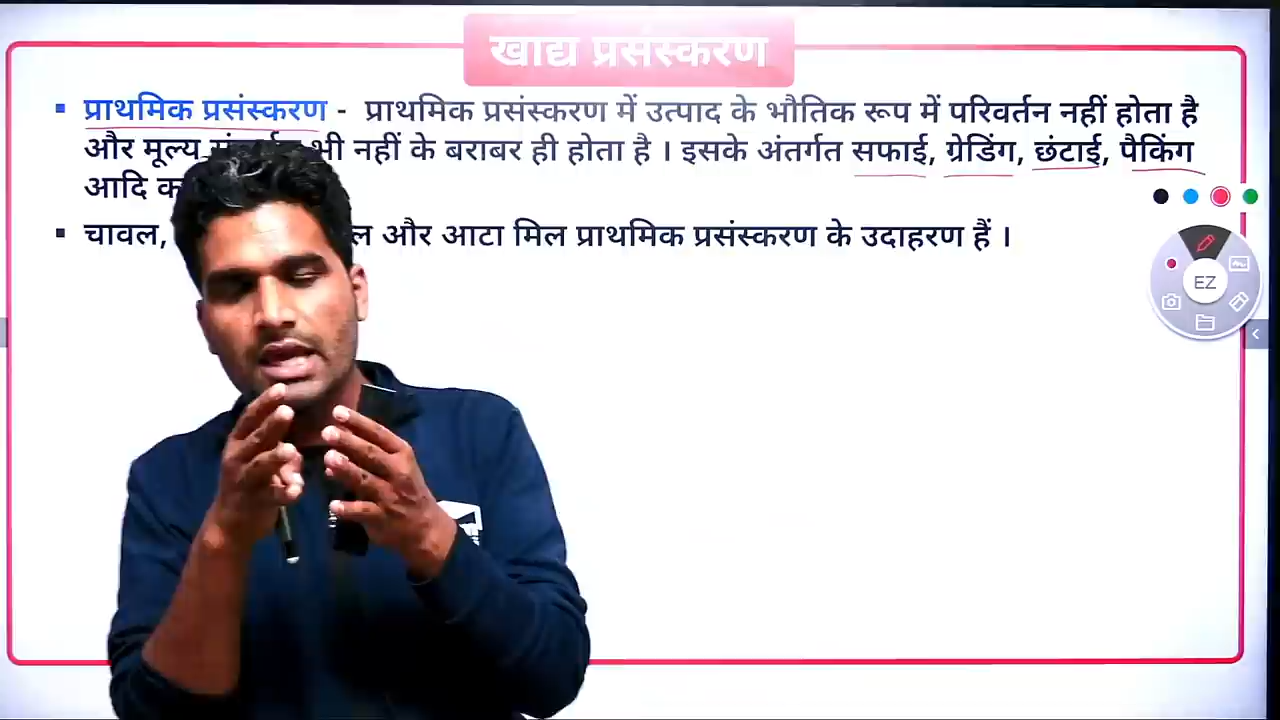 खाद्य प्रसंस्करण
▪ प्राथमिक प्रसंस्करण - प्राथमिक प्रसंस्करण में उत्पाद के भौतिक रूप में परिवर्तन नहीं होता है
और मूल्य भी नहीं के बराबर ही होता है । इसके अंतर्गत सफाई, ग्रेडिंग, छंटाई, पैकिंग
आदि
▪ चावल, और आटा मिल प्राथमिक प्रसंस्करण के उदाहरण हैं ।
EZ